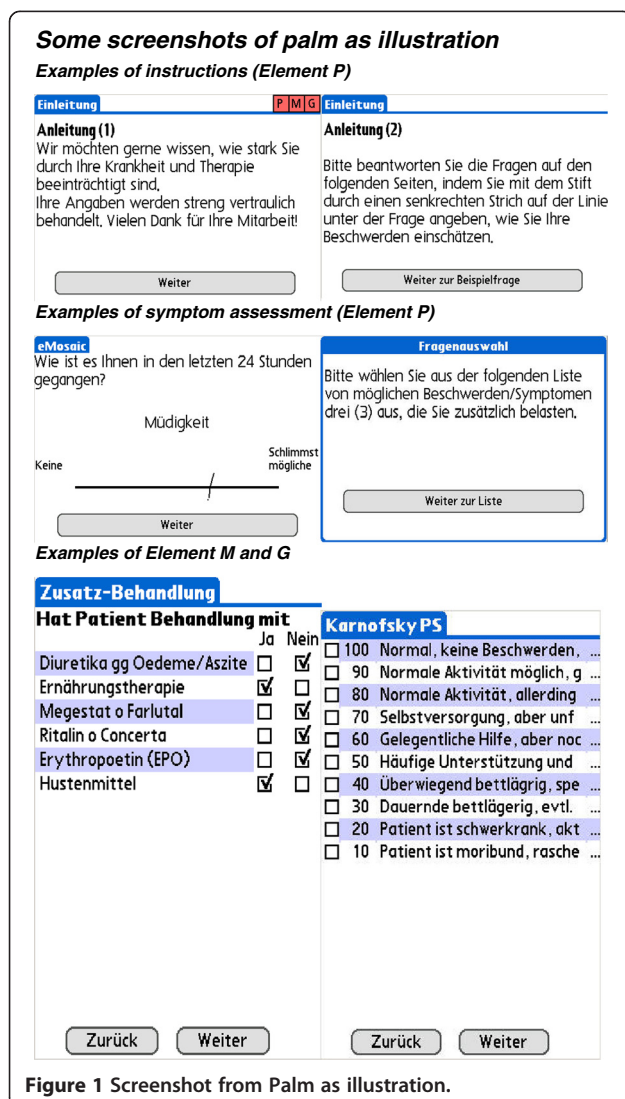 Some screenshots of palm as illustration
Examples of instructions (Element P)
Einleitung
P M G
Anleitung (1)
Wir möchten gerne wissen, wie stark Sie
durch Ihre Krankheit und Therapie
beeinträchtigt sind.
Ihre Angaben werden streng vertraulich
behandelt. Vielen Dank für Ihre Mitarbeit!
Weiter
Einleitung
Anleitung (2)
Bitte beantworten Sie die Fragen auf den
folgenden Seiten, indem Sie mit dem Stift
durch einen senkrechten Strich auf der Linie
unter der Frage angeben, wie Sie Ihre
Beschwerden einschätzen.
Weiter zur Beispielfrage
Examples of symptom assessment (Element P)
eMosaic
Wie ist es Ihnen in den letzten 24 Stunden
gegangen?
Müdigkeit
Keine
Schlimmst
mögliche
Weiter
Fragenauswahl
Bitte wählen Sie aus der folgenden Liste
von möglichen Beschwerden/Symptomen
drei (3) aus, die Sie zusätzlich belasten.
Weiter zur Liste
Examples of Element M and G
Zusatz-Behandlung
Hat Patient Behandlung mit
Ja Nein
Diuretika gg Oedeme/Aszite
Ernährungstherapie
Megestat o Farlutal
Ritalin o Concerta
Erythropoetin (EPO)
Hustenmittel
Zurück Weiter
Karnofsky PS
100 Normal, keine Beschwerden, ...
90 Normale Aktivität möglich, g ...
80 Normale Aktivität, allerding ...
70 Selbstversorgung, aber unf ...
60 Gelegentliche Hilfe, aber noc ...
50 Häufige Unterstützung und ...
40 Überwiegend bettlägrig, spe ...
30 Dauernde bettlägerig, evtl. ...
20 Patient ist schwerkrank, akt ...
10 Patient ist moribund, rasche ...
Zurück Weiter
Figure 1 Screenshot from Palm as illustration.